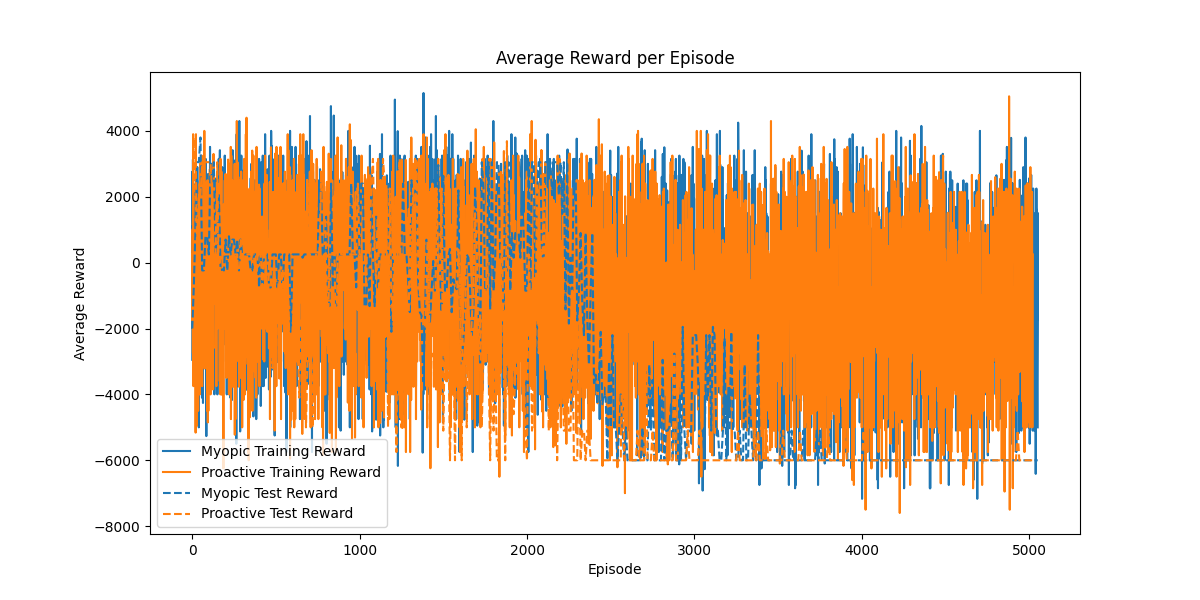 Average Reward per Episode
Average Reward
4000
2000
0
−2000
−4000
−6000
−8000
Myopic Training Reward
Proactive Training Reward
Myopic Test Reward
Proactive Test Reward
0
1000
2000
3000
4000
5000
Episode